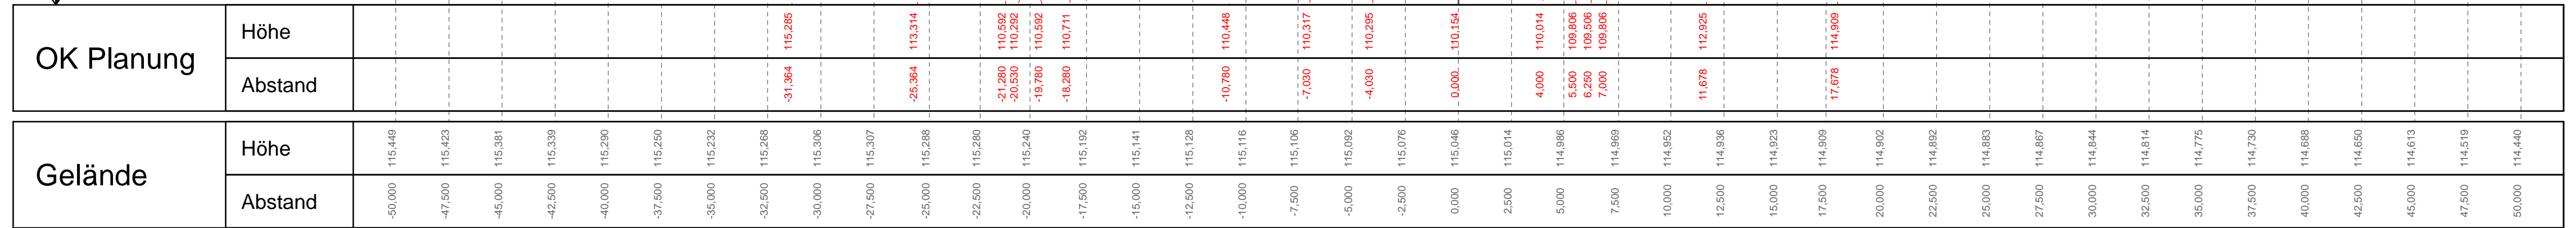 OK Planung
Höhe
115,285 113,314 110,592 110,292 110,592 110,711 110,448 110,317 110,295 110,154 110,014 109,806 109,506 109,806 112,925 114,909
Abstand
-31,364 -25,364 -21,280 -20,530 -19,780 -18,280 -10,780 -7,030 -4,030 0,000 4,000 5,500 6,250 7,000 11,678 17,678
Gelände
Höhe
115,449 115,423 115,381 115,339 115,290 115,250 115,232 115,268 115,306 115,307 115,288 115,280 115,240 115,192 115,141 115,128 115,116 115,106 115,092 115,076 115,046 115,014 114,986 114,969 114,952 114,936 114,923 114,909 114,902 114,892 114,883 114,867 114,844 114,814 114,775 114,730 114,688 114,650 114,613 114,519 114,440
Abstand
-50,000 -47,500 -45,000 -42,500 -40,000 -37,500 -35,000 -32,500 -30,000 -27,500 -25,000 -22,500 -20,000 -17,500 -15,000 -12,500 -10,000 -7,500 -5,000 -2,500 0,000 2,500 5,000 7,500 10,000 12,500 15,000 17,500 20,000 22,500 25,000 27,500 30,000 32,500 35,000 37,500 40,000 42,500 45,000 47,500 50,000